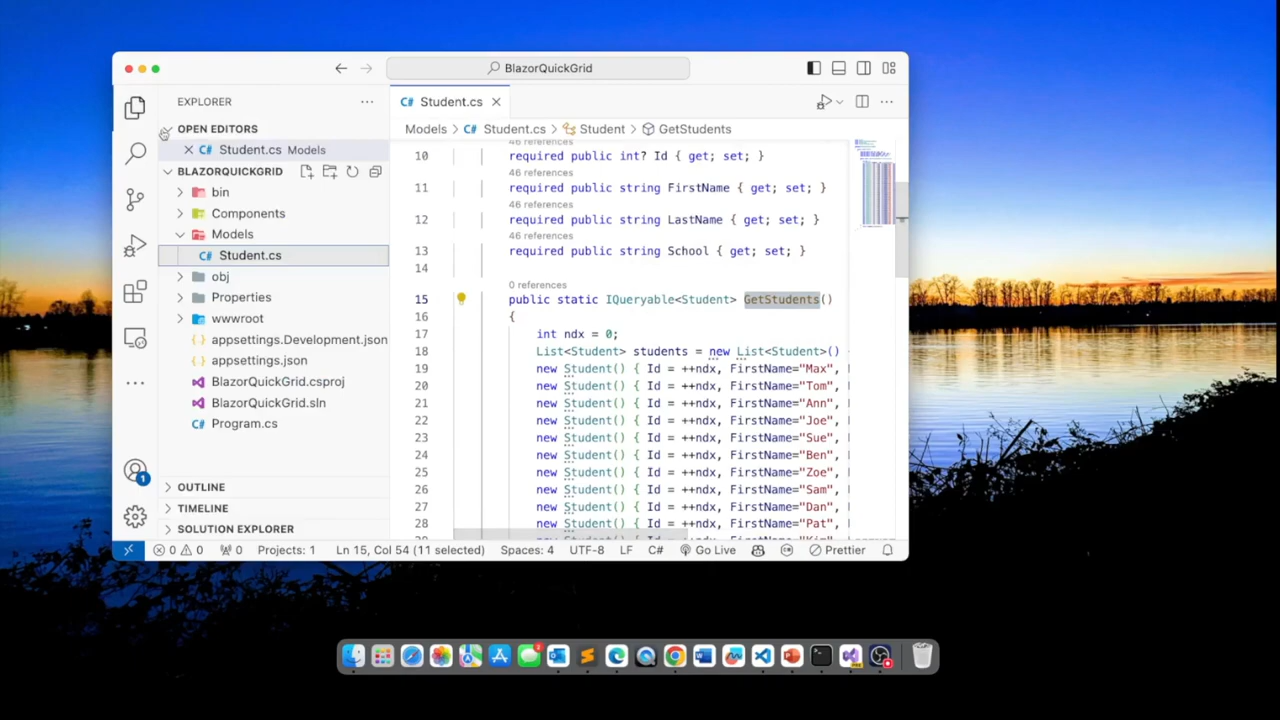 BlazorQuickGrid
EXPLORER
Student.cs
OPEN EDITORS
Student.cs Models
BLAZORQUICKGRID
bin
Components
Models
Student.cs
obj
Properties
wwwroot
appsettings.Development.json
appsettings.json
BlazorQuickGrid.csproj
BlazorQuickGrid.sln
Program.cs
OUTLINE
TIMELINE
SOLUTION EXPLORER
1
Models > C# Student.cs > Student > GetStudents
46 references
10 required public int? Id { get; set; }
46 references
11 required public string FirstName { get; set; }
46 references
12 required public string LastName { get; set; }
46 references
13 required public string School { get; set; }
14
0 references
15 public static IQueryable<Student> GetStudents()
16 {
17 int ndx = 0;
18 List<Student> students = new List<Student>()
19 new Student() { Id = ++ndx, FirstName="Max",
20 new Student() { Id = ++ndx, FirstName="Tom",
21 new Student() { Id = ++ndx, FirstName="Ann",
22 new Student() { Id = ++ndx, FirstName="Joe",
23 new Student() { Id = ++ndx, FirstName="Sue",
24 new Student() { Id = ++ndx, FirstName="Ben",
25 new Student() { Id = ++ndx, FirstName="Zoe",
26 new Student() { Id = ++ndx, FirstName="Sam",
27 new Student() { Id = ++ndx, FirstName="Dan",
28 new Student() { Id = ++ndx, FirstName="Pat",
0 0 0 Projects: 1 Ln 15, Col 54 (11 selected) Spaces: 4 UTF-8 LF C# Go Live Prettier